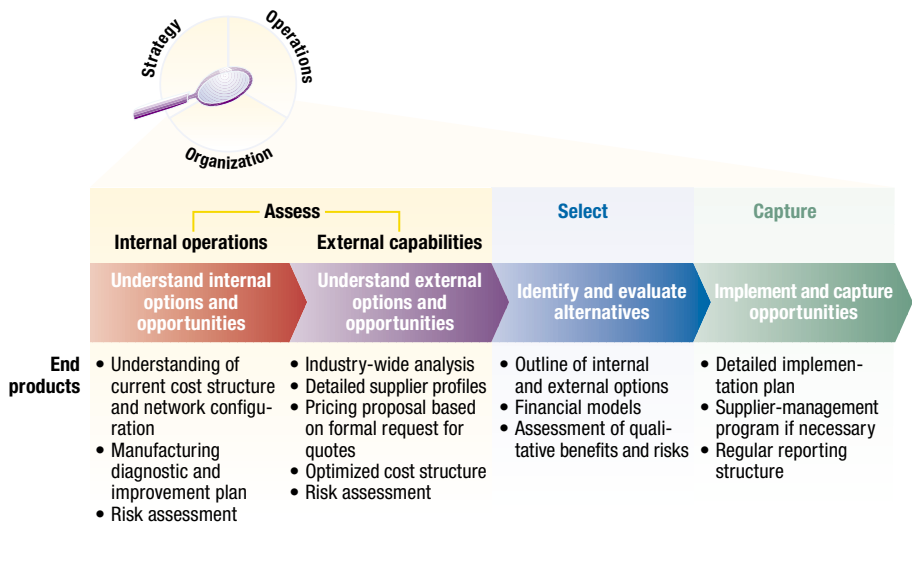 Strategy
Operations
Organization
Assess
Internal operations
External capabilities
Select
Capture
Understand internal
options and
opportunities
Understand external
options and
opportunities
Identify and evaluate
alternatives
Implement and capture
opportunities
End
products
• Understanding of
current cost structure
and network configu-
ration
• Manufacturing
diagnostic and
improvement plan
• Risk assessment
• Industry-wide analysis
• Detailed supplier profiles
• Pricing proposal based
on formal request for
quotes
• Optimized cost structure
• Risk assessment
• Outline of internal
and external options
• Financial models
• Assessment of quali-
tative benefits and risks
• Detailed implemen-
tation plan
• Supplier-management
program if necessary
• Regular reporting
structure